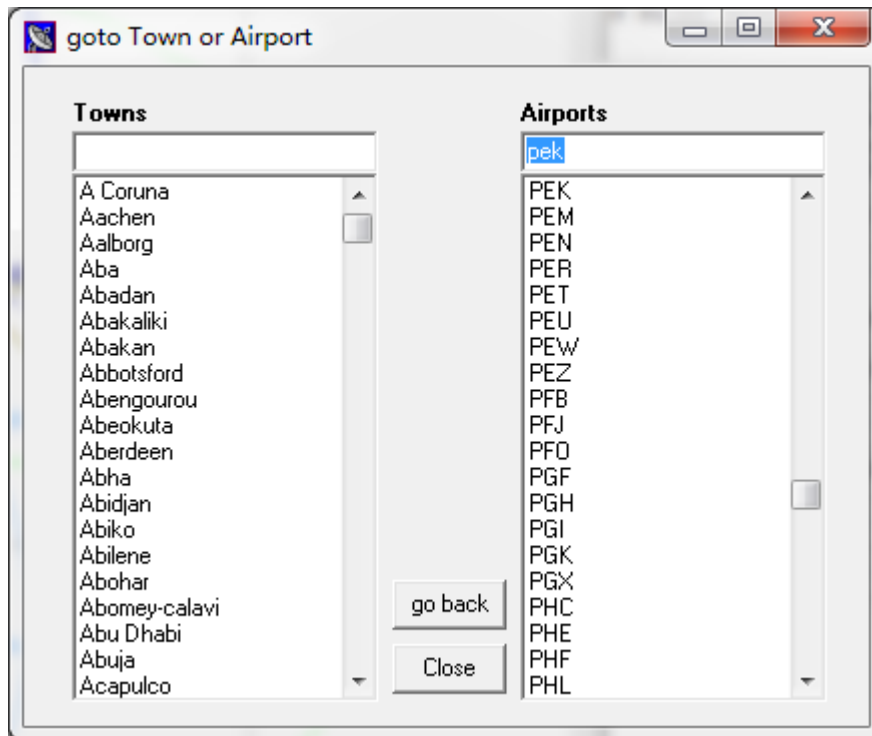 goto Town or Airport
Towns
A Coruna
Aachen
Aalborg
Aba
Abadan
Abakaliki
Abakan
Abbotsford
Abengourou
Abeokuta
Aberdeen
Abha
Abidjan
Abiko
Abilene
Abohar
Abomey-calavi
Abu Dhabi
Abuja
Acapulco
go back
Close
Airports
pek
PEK
PEM
PEN
PER
PET
PEU
PEW
PEZ
PFB
PFJ
PFO
PGF
PGH
PGI
PGK
PGX
PHC
PHE
PHF
PHL